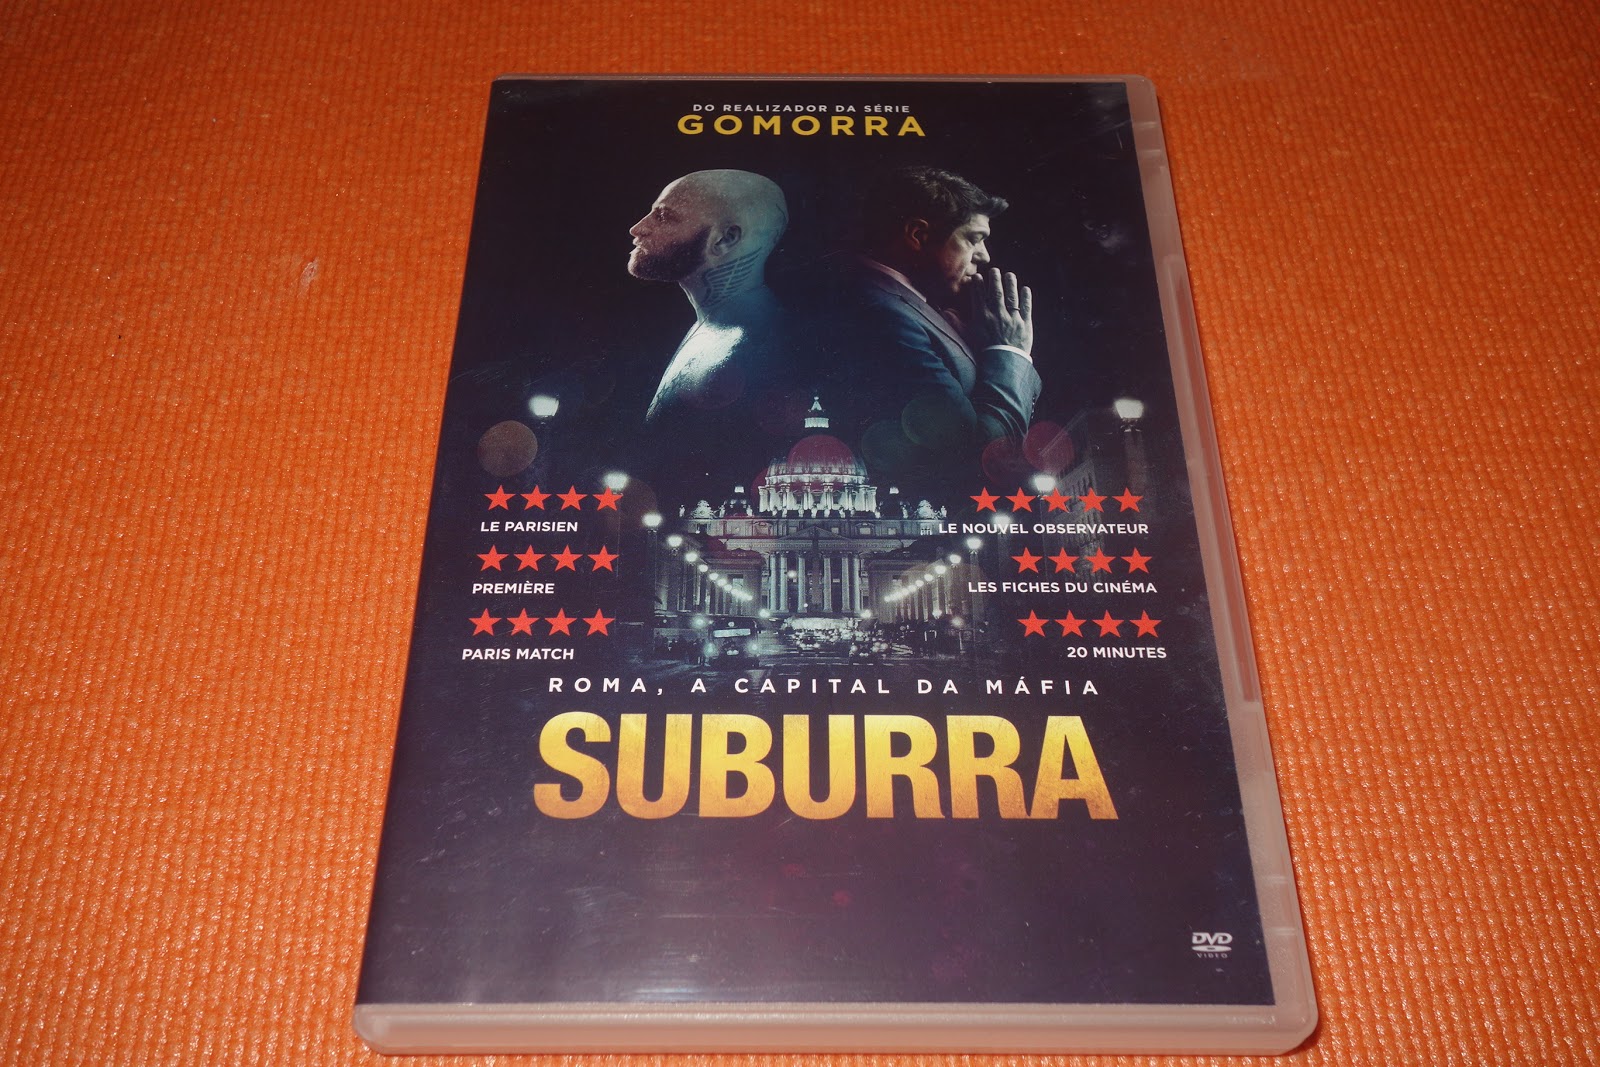 DO REALIZADOR DA SÉRIE
GOMORRA
LE PARISIEN
PREMIÈRE
PARIS MATCH
LE NOUVEL OBSERVATEUR
LES FICHES DU CINÉMA
20 MINUTES
ROMA, A CAPITAL DA MÁFIA
SUBURRA
DVD
VIDEO